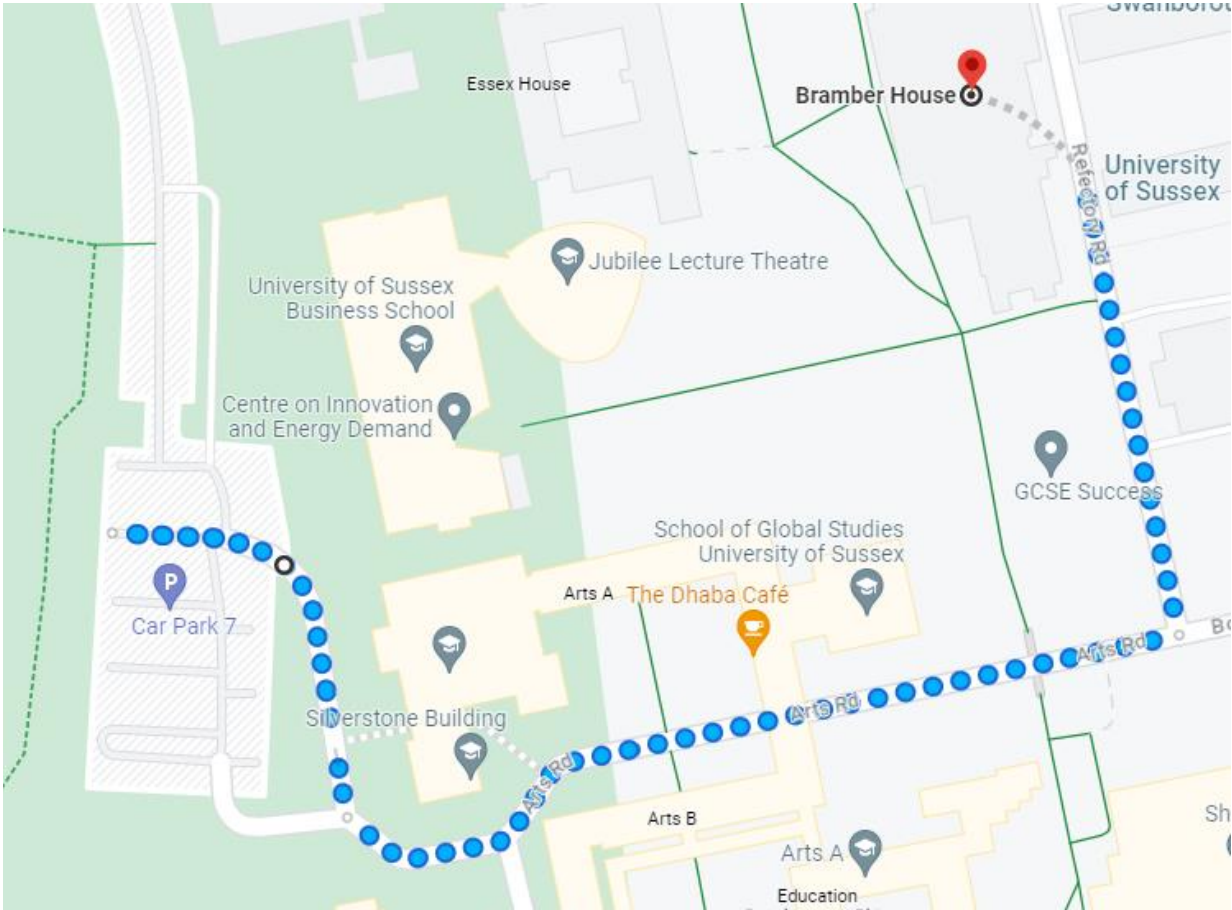 Essex House
Bramber House
Refectory Rd
University
of Sussex
Jubilee Lecture Theatre
University of Sussex
Business School
Centre on Innovation
and Energy Demand
GCSE Success
School of Global Studies
University of Sussex
Arts A
The Dhaba Café
P
Car Park 7
Arts Rd
Silverstone Building
Arts Rd
Arts Rd
Arts B
Arts A
Education